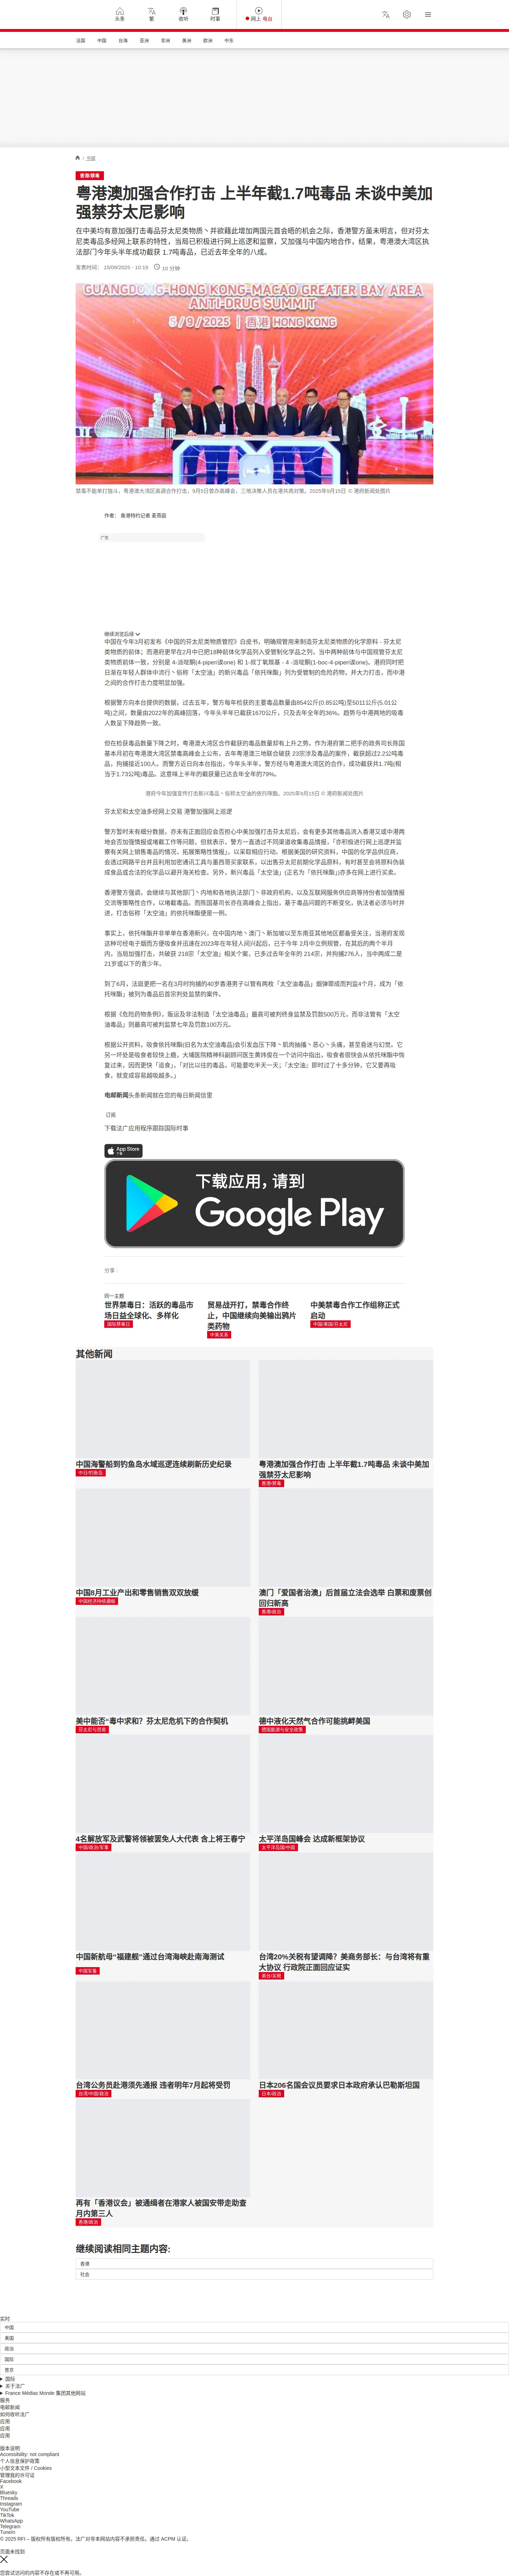 头条
繁
收听
时事
网上 电台
法国
中国
台海
亚洲
非洲
美洲
欧洲
中东
/ 中国
香港/禁毒
粤港澳加强合作打击 上半年截1.7吨毒品 未谈中美加强禁芬太尼影响
在中美均有意加强打击毒品芬太尼类物质丶并欲藉此增加两国元首会晤的机会之际，香港警方虽未明言，但对芬太尼类毒品多经网上联系的特性，当局已积极进行网上巡逻和监察，又加强与中国内地合作，结果，粤港澳大湾区执法部门今年头半年成功截获 1.7吨毒品，已近去年全年的八成。
发表时间： 15/09/2025 - 10:19
10 分钟
GUANGDONG-HONG KONG-MACAO GREATER BAY AREA
ANTI-DRUG SUMMIT
5 / 9 / 2025 | 香港 HONG KONG
禁毒不能单打独斗，粤港澳大湾区高调合作打击，9月5日曾办高峰会，三地决策人员在港共商对策。2025年9月15日 © 港府新闻处图片
作者： 香港特约记者 麦燕庭
广告
继续浏览后续
中国在今年3月初发布《中国的芬太尼类物质管控》白皮书，明确规管用来制造芬太尼类物质的化学原料 - 芬太尼类物质的前体；而港府更早在2月中已把18种前体化学品列入受管制化学品之列，当中两种前体与中国规管芬太尼类物质前体一致，分别是 4-派啶酮(4-piperi诶one) 和 1-叔丁氧羰基 - 4 -派啶酮(1-boc-4-piperi诶one)。港府同时把日渐在年轻人群体中流行丶俗称「太空油」的新兴毒品「依托咪酯」列为受管制的危险药物，并大力打击，而中港之间的合作打击力度明显加强。
根据警方向本台提供的数据，过去五年，警方每年检获的主要毒品数量由854公斤(0.85公吨)至5011公斤(5.01公吨)之间，数量由2022年的高峰回落，今年头半年已截获1670公斤，只及去年全年的36%。趋势与中港两地的吸毒人数呈下降趋势一致。
但在检获毒品数量下降之时，粤港澳大湾区合作截获的毒品数量却有上升之势。作为港府第二把手的政务司长陈国基本月初在粤港澳大湾区禁毒高峰会上公布，去年粤港澳三地联合破获 23宗涉及毒品的案件，截获超过2.2公吨毒品，拘捕接近100人。而警方近日向本台指出，今年头半年，警方经与粤港澳大湾区的合作，成功截获共1.7吨(相当于1.73公吨)毒品。这意味上半年的截获量已达去年全年的79%。
港府今年加强宣传打击新兴毒品丶俗称太空油的依托咪酯。2025年9月15日 © 港府新闻处图片
芬太尼和太空油多经网上交易 港警加强网上巡逻
警方暂时未有细分数据，亦未有正面回应会否担心中美加强打击芬太尼后，会有更多其他毒品流入香港又或中港两地会否加强情报或堵截工作等问题。但就表示，警方一直透过不同渠道收集毒品情报，「亦积极进行网上巡逻并监察有关网上销售毒品的情况，拓展策略性情报」，以采取相应行动。根据美国的研究资料，中国的化学品供应商，会透过网路平台并且利用加密通讯工具与墨西哥买家联系，以出售芬太尼前期化学品原料，有时甚至会将原料伪装成食品或合法的化学品以避开海关检查。另外，新兴毒品「太空油」(正名为「依托咪酯」)亦多在网上进行买卖。
香港警方强调，会继续与其他部门丶内地和各地执法部门丶非政府机构、以及互联网服务供应商等持份者加强情报交流等策略性合作，以堵截毒品。而陈国基司长亦在高峰会上指出，基于毒品问题的不断变化，执法者必须与时并进，打击俗称「太空油」的依托咪酯便是一例。
事实上，依托咪酯并非单单在香港新兴，在中国内地丶澳门丶新加坡以至东南亚其他地区都备受关注，当港府发现这种可经电子烟而方便吸食并迅速在2023年在年轻人间兴起后，已于今年 2月中立例规管，在其后的两个半月内，当局加强打击，共破获 218宗「太空油」相关个案，已多过去年全年的 214宗，并拘捕276人，当中两成二是21岁或以下的青少年。
到了6月，法庭更把一名在3月时拘捕的40岁香港男子以管有两枚「太空油毒品」烟弹罪成而判监4个月，成为「依托咪酯」被列为毒品后首宗判处监禁的案件。
根据《危险药物条例》，贩运及非法制造「太空油毒品」最高可被判终身监禁及罚款500万元，而非法管有「太空油毒品」则最高可被判监禁七年及罚款100万元。
根据公开资料，吸食依托咪酯(旧名为太空油毒品)会引发血压下降丶肌肉抽搐丶恶心丶头痛，甚至昏迷与幻觉。它另一坏处是吸食者较快上瘾，大埔医院精神科副顾问医生黄炜俊在一个访问中指出，吸食者很快会从依托咪酯中恢复过来，因而更快「追食」，「对比以往的毒品，可能要吃半天一天；『太空油』即时过了十多分钟，它又要再吸食，就变成容易越吸越多。」
电邮新闻头条新闻就在您的每日新闻信里
订阅
下载法广应用程序跟踪国际时事
App Store
下载
下载应用，请到
Google Play
分享 :
同一主题
世界禁毒日：活跃的毒品市场日益全球化、多样化
国际禁毒日
贸易战开打，禁毒合作终止，中国继续向美输出鸦片类药物
中美关系
中美禁毒合作工作组称正式启动
中国/美国/芬太尼
其他新闻
中国海警船到钓鱼岛水域巡逻连续刷新历史纪录
中日/钓鱼岛
粤港澳加强合作打击 上半年截1.7吨毒品 未谈中美加强禁芬太尼影响
香港/禁毒
中国8月工业产出和零售销售双双放缓
中国经济持续滑缩
澳门「爱国者治澳」后首届立法会选举 白票和废票创回归新高
香港/政治
美中能否“毒中求和？芬太尼危机下的合作契机
芬太尼与贸易
德中液化天然气合作可能挑衅美国
德国能源与安全政策
4名解放军及武警将领被罢免人大代表 含上将王春宁
中国/政治/军事
太平洋岛国峰会 达成新框架协议
太平洋岛国/中国
中国新航母“福建舰”通过台湾海峡赴南海测试
中国军备
台湾20%关税有望调降？美商务部长：与台湾将有重大协议 行政院正面回应证实
美台/关税
台湾公务员赴港须先通报 违者明年7月起将受罚
台湾/中国/政治
日本206名国会议员要求日本政府承认巴勒斯坦国
日本/政治
再有「香港议会」被通缉者在港家人被国安带走助查 月内第三人
香港/政治
继续阅读相同主题内容:
香港
社会
实时
中国
美国
政治
国际
普京
国际
关于法广
France Médias Monde 集团其他网站
服务
电邮新闻
如何收听法广
应用
应用
应用
版本说明
Accessibility: not compliant
个人信息保护政策
小型文本文件 / Cookies
管理我的许可证
Facebook
X
Bluesky
Threads
Instagram
YouTube
TikTok
WhatsApp
Telegram
TuneIn
© 2025 RFI – 版权所有版权所有。法广对非本网站内容不承担责任。通过 ACPM 认证。
页面未找到
您尝试访问的内容不存在或不再可用。